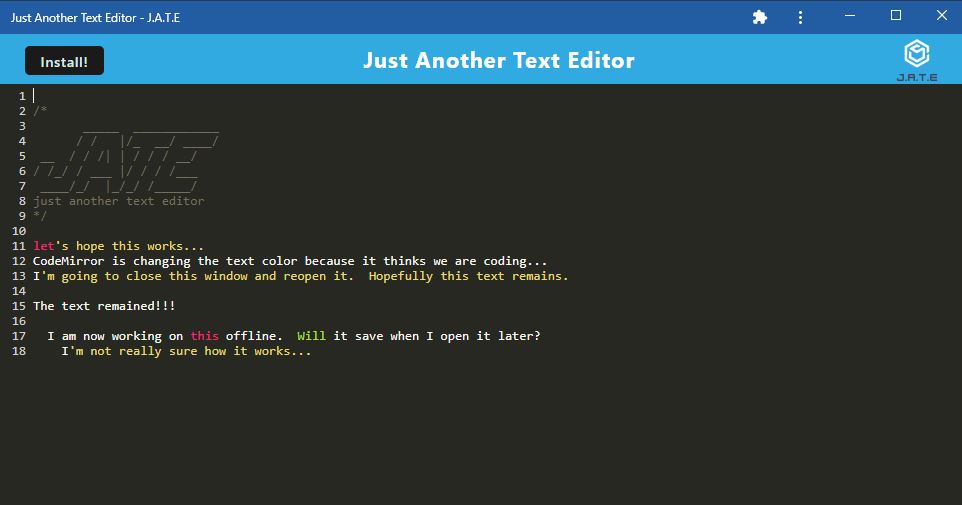 Just Another Text Editor - J.A.T.E
Install!
Just Another Text Editor
J.A.T.E
1
2 /*
3        _____  ____________
4       / /   |/_  __/ ____/
5  __  / / /| | / / / __/
6 / /_/ / ___ |/ / / /___
7  ____/_/  |_/_/ /_____/
8 just another text editor
9 */
10
11 let's hope this works...
12 CodeMirror is changing the text color because it thinks we are coding...
13 I'm going to close this window and reopen it.  Hopefully this text remains.
14
15 The text remained!!!
16
17   I am now working on this offline.  Will it save when I open it later?
18     I'm not really sure how it works...